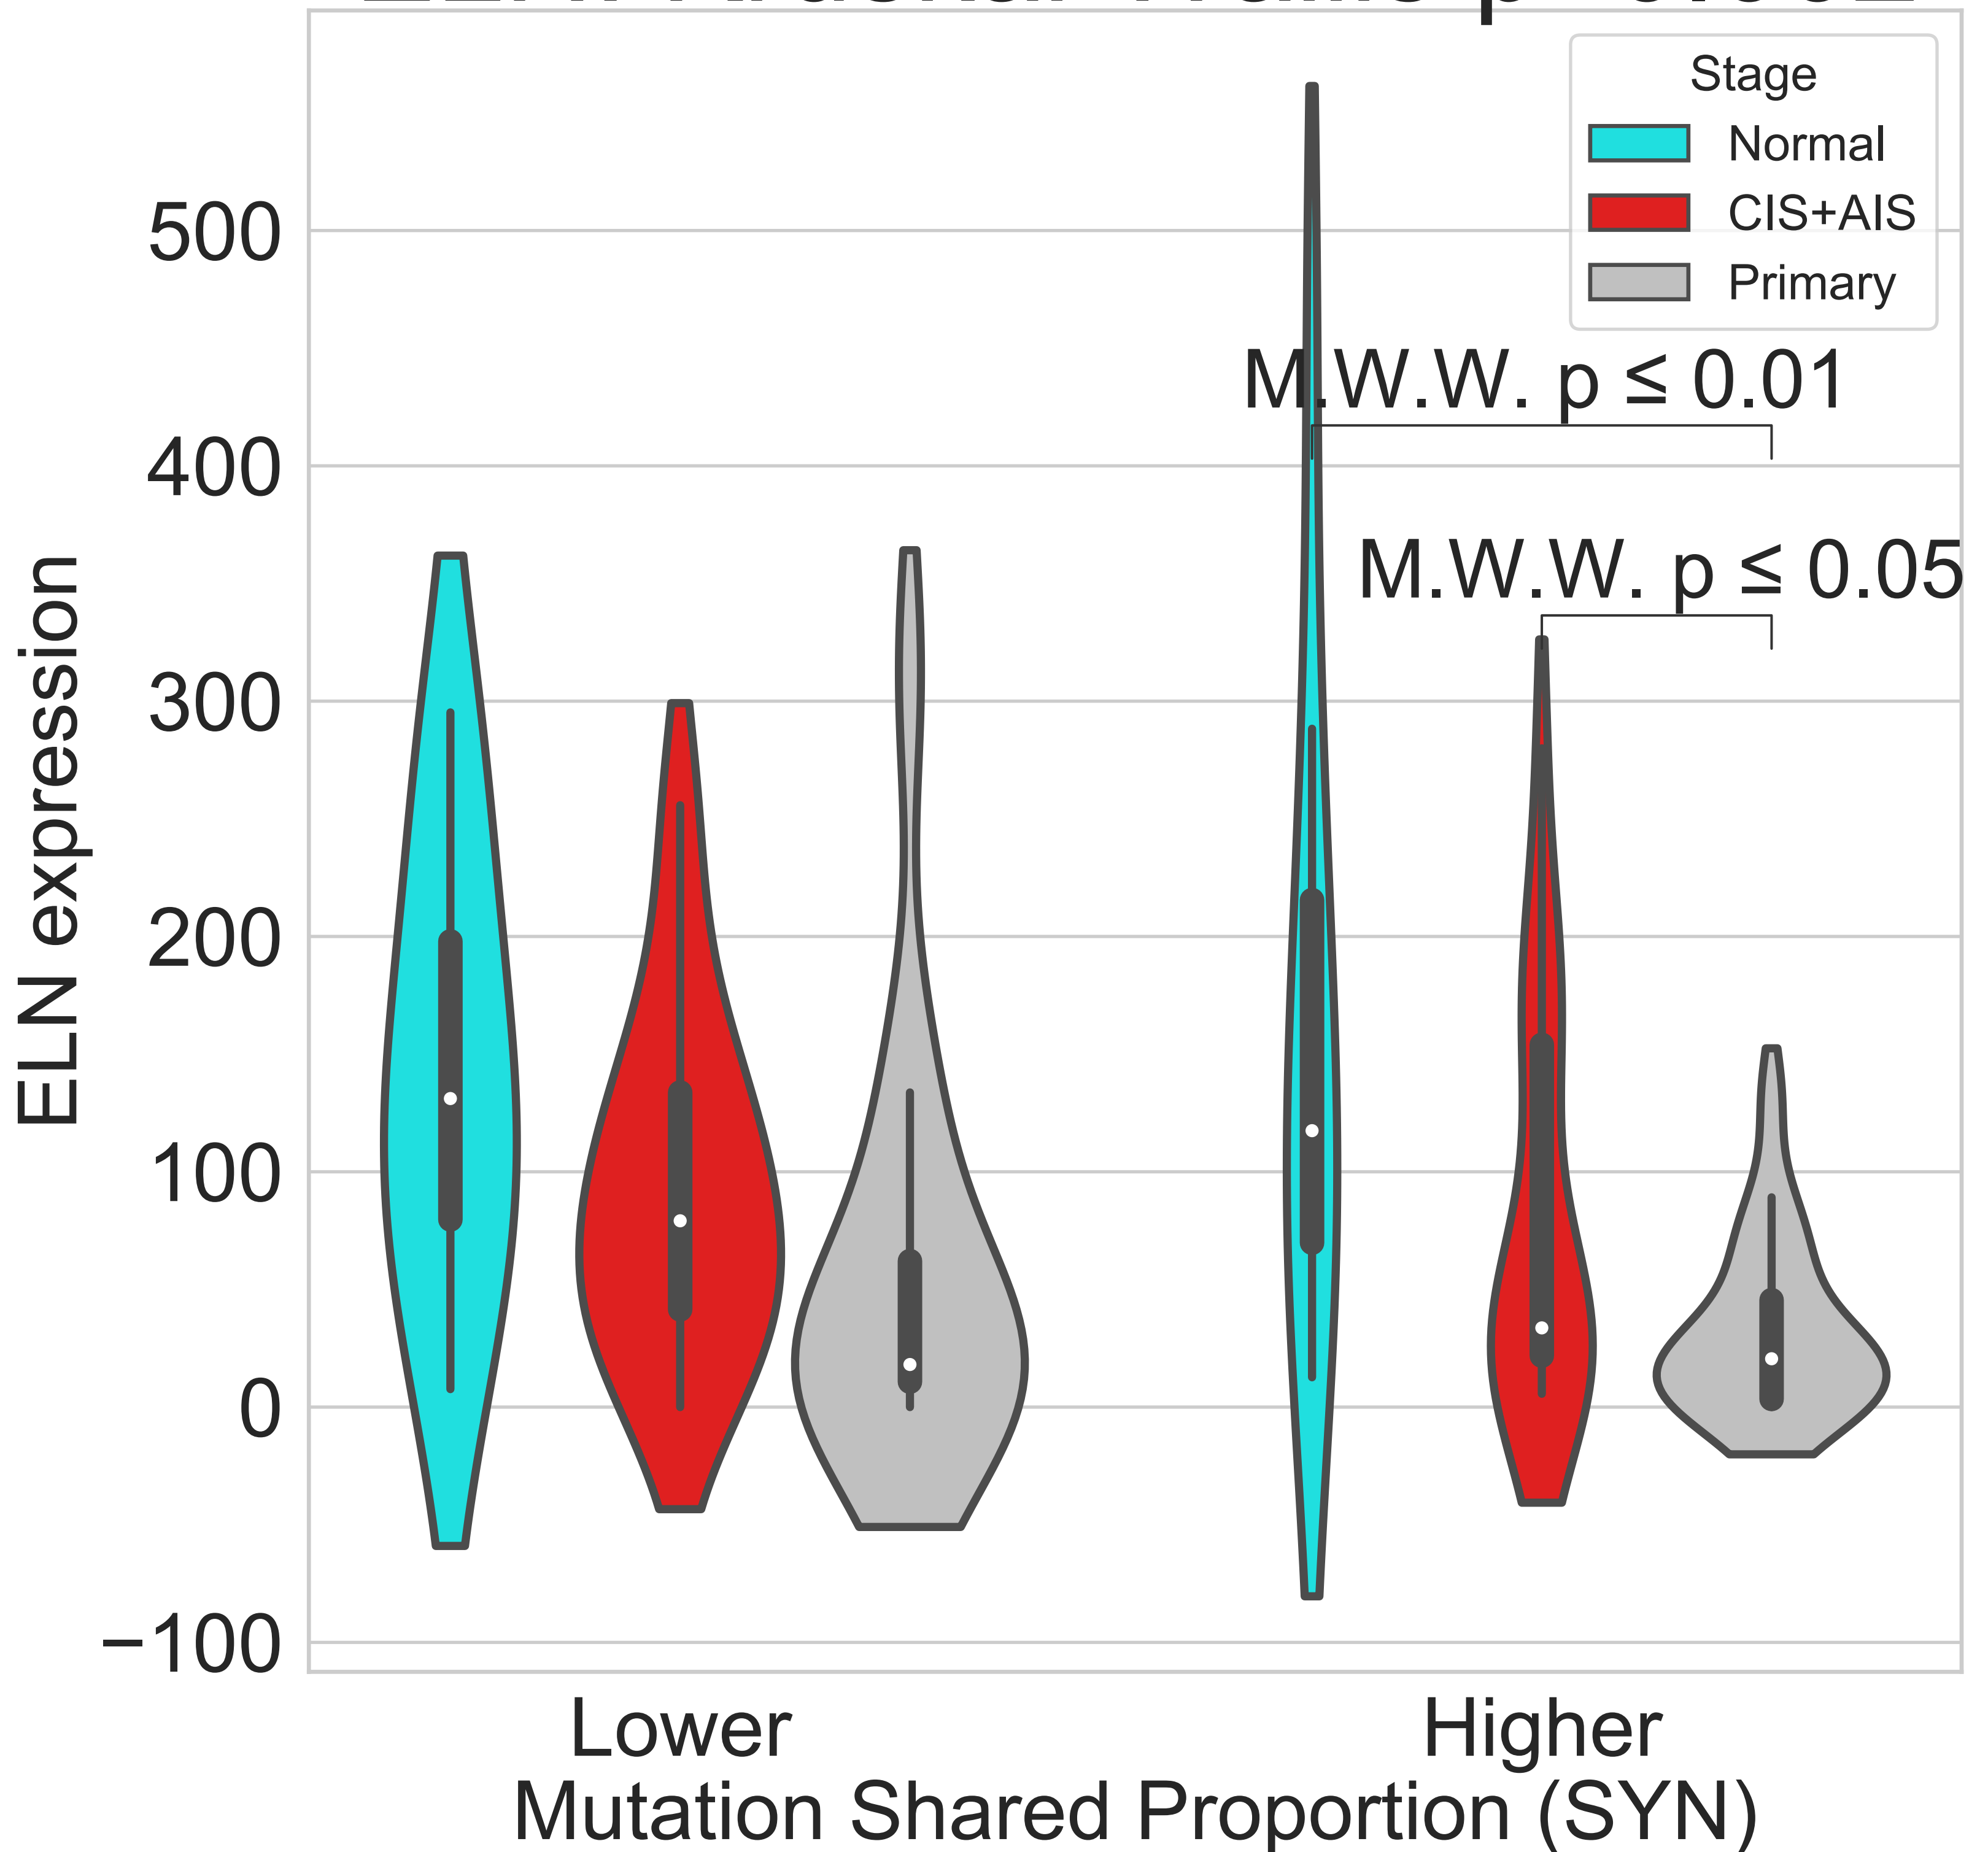 Stage
Normal
CIS+AIS
Primary
M.W.W. p ≤ 0.01
M.W.W. p ≤ 0.05
500
400
300
200
100
0
−100
ELN expression
Lower
Higher
Mutation Shared Proportion (SYN)